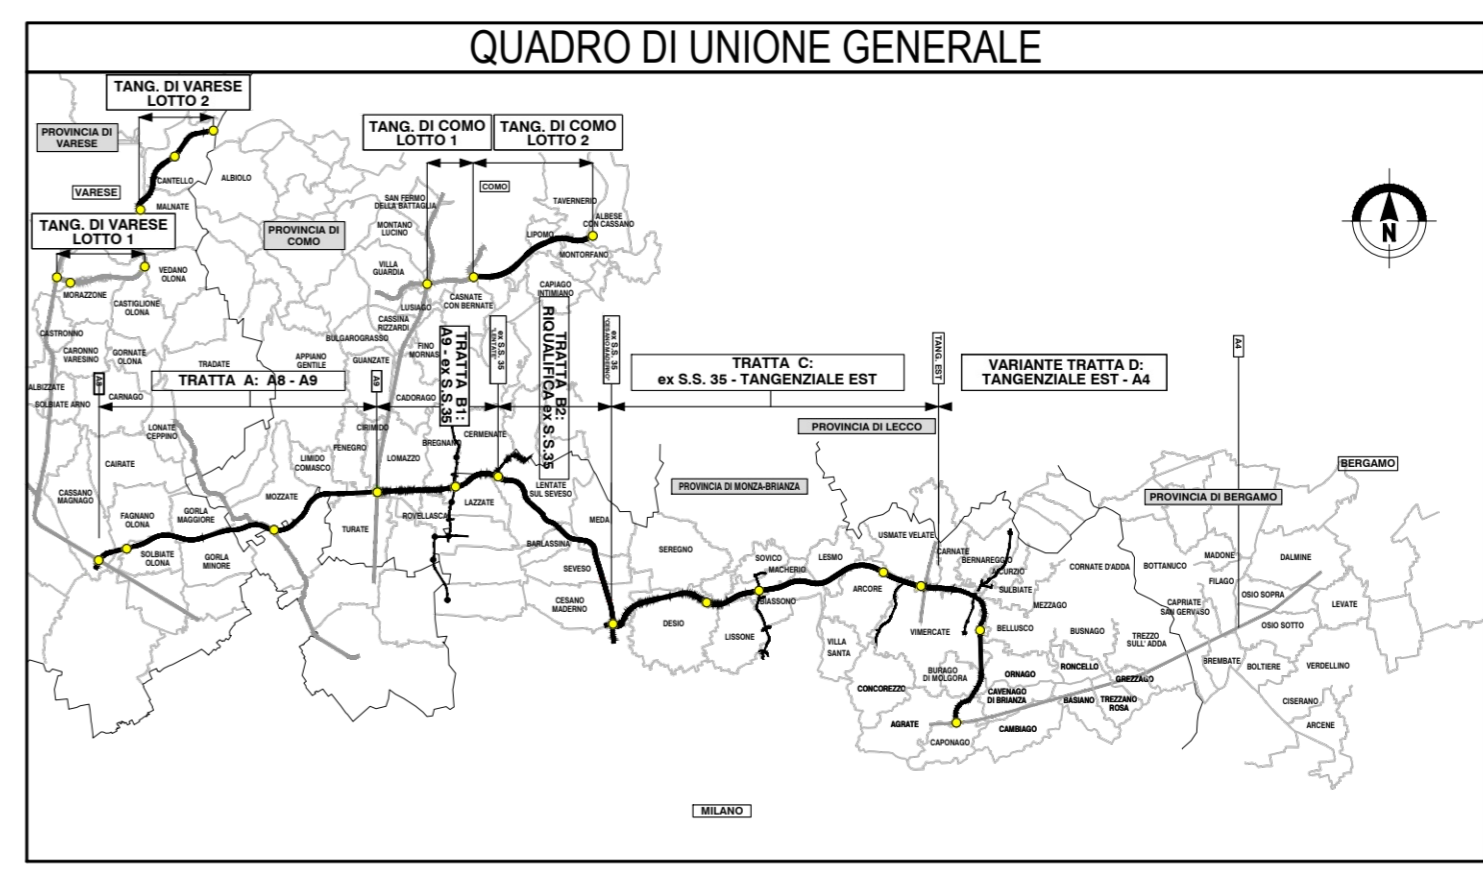 QUADRO DI UNIONE GENERALE
TANG. DI VARESE
LOTTO 2
PROVINCIA DI
VARESE
VARESE
CANTELLO
ALBIOLO
MALNATE
TANG. DI VARESE
LOTTO 1
PROVINCIA DI
COMO
TANG. DI COMO
LOTTO 1
TANG. DI COMO
LOTTO 2
COMO
SAN FERMO
DELLA BATTAGLIA
TAVERNERIO
ALBESE
CON CASSANO
MONTANO
LUCINO
LIPOMO
MONTORFANO
N
VILLA
GUARDIA
VEDANO
OLONA
MORAZZONE
CASTIGLIONE
OLONA
CAPIAGO
INTIMIANO
CASNATE
CON BERNATE
LUSIAGO
CASSINA
RIZZARDI
CASTRONNO
BULGAROGRASSO
FINO
MORNAS
CARONNO
VARESINO
GORNATE
OLONA
TRADATE
APPIANO
GENTILE
GUANZATE
TRATTA B1:
A9 - ex S.S.35
ex S.S. 35
"LENTATE"
TRATTA B2:
RIQUALIFICA ex S.S.35
ex S.S. 35
"CESANO MADERNO"
TRATTA C:
ex S.S. 35 - TANGENZIALE EST
TANG. EST
VARIANTE TRATTA D:
TANGENZIALE EST - A4
A4
ALBIZZATE
A8
TRATTA A: A8 - A9
A9
CARNAGO
CADORAGO
SOLBIATE ARNO
LONATE
CEPPINO
CIRIMIDO
FENEGRO
BREGNANO
CERMENATE
PROVINCIA DI LECCO
CAIRATE
LIMIDO
COMASCO
LOMAZZO
BERGAMO
CASSANO
MAGNAGO
MOZZATE
LENTATE
SUL SEVESO
PROVINCIA DI MONZA-BRIANZA
PROVINCIA DI BERGAMO
FAGNANO
OLONA
GORLA
MAGGIORE
TURATE
ROVELLASCA
LAZZATE
MEDA
SOLBIATE
OLONA
GORLA
MINORE
BARLASSINA
SEVESO
SEREGNO
SOVICO
MACHERIO
LESMO
USMATE VELATE
CARNATE
BERNAREGGIO
SULBIATE
CORNATE D'ADDA
BOTTANUCO
MADONE
DALMINE
FILAGO
CESANO
MADERNO
DESIO
BIASSONO
LISSONE
ARCORE
MEZZAGO
CAPRIATE
SAN GERVASO
OSIO SOPRA
LEVATE
VILLA
SANTA
VIMERCATE
BELLUSCO
BUSNAGO
TREZZO
SULL' ADDA
OSIO SOTTO
CONCOREZZO
BURAGO
DI MOLGORA
ORNAGO
RONCELLO
GREZZAGO
BREMBATE
BOLTIERE
VERDELLINO
CAVENAGO
DI BRIANZA
BASIANO
TREZZANO
ROSA
CISERANO
AGRATE
CAMBIAGO
ARCENE
CAPONAGO
MILANO